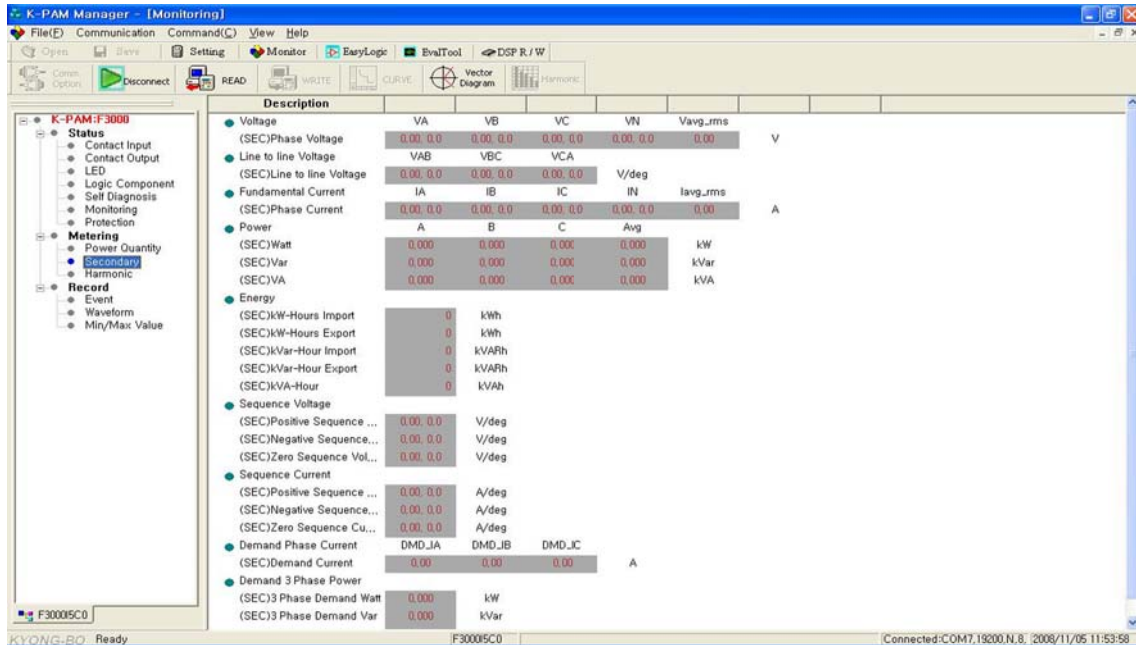 K-PAM Manager - [Monitoring]
File(F) Communication Command(C) View Help
Open Save Setting Monitor EasyLogic EvalTool DSP R/W
Comm. Option Disconnect READ WRITE CURVE Vector Diagram Harmonic
K-PAM:F3000
Status
Contact Input
Contact Output
LED
Logic Component
Self Diagnosis
Monitoring
Protection
Metering
Power Quantity
Secondary
Harmonic
Record
Event
Waveform
Min/Max Value
F3000I5C0
Description
Voltage VA VB VC VN Vavg_rms
(SEC)Phase Voltage 0.00, 0.0 0.00, 0.0 0.00, 0.0 0.00, 0.0 0.00 V
Line to line Voltage VAB VBC VCA
(SEC)Line to line Voltage 0.00, 0.0 0.00, 0.0 0.00, 0.0 V/deg
Fundamental Current IA IB IC IN Iavg_rms
(SEC)Phase Current 0.00, 0.0 0.00, 0.0 0.00, 0.0 0.00, 0.0 0.00 A
Power A B C Avg
(SEC)Watt 0.000 0.000 0.00( 0.000 kW
(SEC)Var 0.000 0.000 0.00( 0.000 kVar
(SEC)VA 0.000 0.000 0.00( 0.000 kVA
Energy
(SEC)kW-Hours Import 0 kWh
(SEC)kW-Hours Export 0 kWh
(SEC)kVar-Hour Import 0 kVARh
(SEC)kVar-Hour Export 0 kVARh
(SEC)kVA-Hour 0 kVAh
Sequence Voltage
(SEC)Positive Sequence ... 0.00, 0.0 V/deg
(SEC)Negative Sequence... 0.00, 0.0 V/deg
(SEC)Zero Sequence Vol... 0.00, 0.0 V/deg
Sequence Current
(SEC)Positive Sequence ... 0.00, 0.0 A/deg
(SEC)Negative Sequence... 0.00, 0.0 A/deg
(SEC)Zero Sequence Cu... 0.00, 0.0 A/deg
Demand Phase Current DMD_IA DMD_IB DMD_IC
(SEC)Demand Current 0.00 0.00 0.00 A
Demand 3 Phase Power
(SEC)3 Phase Demand Watt 0.000 kW
(SEC)3 Phase Demand Var 0.000 kVar
KYONG-BO Ready F3000I5C0 Connected:COM7,19200,N,8, 2008/11/05 11:53:58